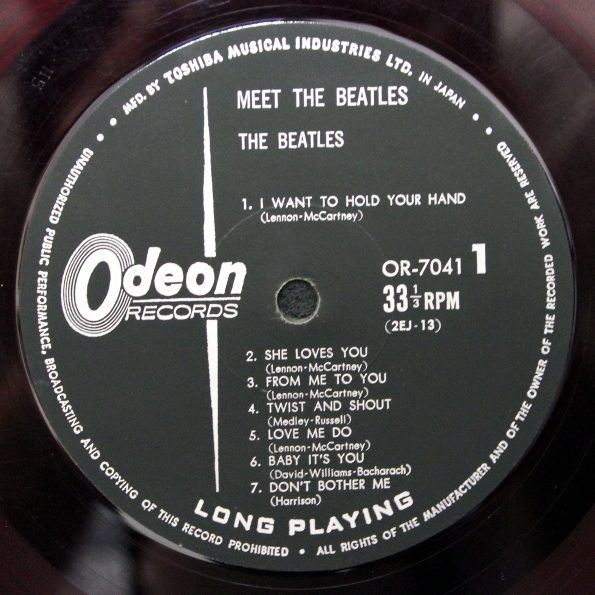 MFD. BY TOSHIBA MUSICAL INDUSTRIES LTD. IN JAPAN
MEET THE BEATLES
THE BEATLES
1. I WANT TO HOLD YOUR HAND
(Lennon-McCartney)
Odeon
RECORDS
OR-7041 1
33 1/3 RPM
(2EJ-13)
2. SHE LOVES YOU
(Lennon-McCartney)
3. FROM ME TO YOU
(Lennon-McCartney)
4. TWIST AND SHOUT
(Medley-Russell)
5. LOVE ME DO
(Lennon-McCartney)
6. BABY IT'S YOU
(David-Williams-Bacharach)
7. DON'T BOTHER ME
(Harrison)
LONG PLAYING
UNAUTHORIZED PUBLIC PERFORMANCE, BROADCASTING AND COPYING OF THIS RECORD PROHIBITED • ALL RIGHTS OF THE MANUFACTURER AND OF THE OWNER OF THE RECORDED WORK ARE RESERVED